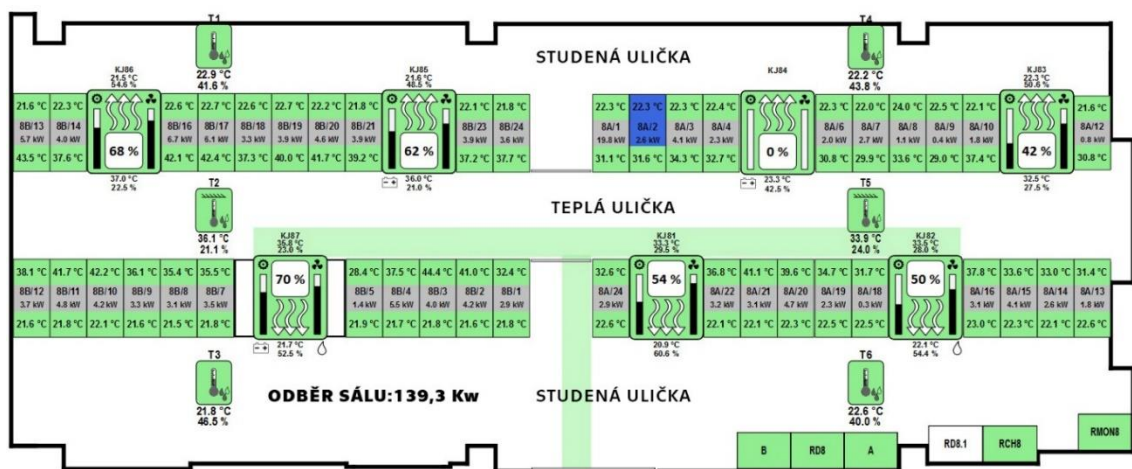 T1
22.9 °C
41.6 %
STUDENÁ ULIČKA
T4
22.2 °C
43.8 %
KJ86
21.5 °C
54.6 %
KJ85
21.6 °C
48.5 %
KJ84
KJ83
22.3 °C
50.6 %
21.6 °C 22.3 °C 22.6 °C 22.7 °C 22.6 °C 22.7 °C 22.2 °C 21.8 °C 22.1 °C 21.8 °C 22.3 °C 22.3 °C 22.3 °C 22.4 °C 22.3 °C 22.0 °C 24.0 °C 22.5 °C 22.1 °C 21.6 °C
8B/13 8B/14 8B/16 8B/17 8B/18 8B/19 8B/20 8B/21 8B/23 8B/24 8A/1 8A/2 8A/3 8A/4 8A/6 8A/7 8A/8 8A/9 8A/10 8A/12
5.7 kW 4.0 kW 6.7 kW 6.1 kW 3.3 kW 3.9 kW 4.6 kW 3.9 kW 3.9 kW 3.6 kW 19.8 kW 2.6 kW 4.1 kW 2.3 kW 2.0 kW 2.7 kW 1.1 kW 0.4 kW 1.8 kW 0.8 kW
68 % 62 % 0 % 42 %
43.5 °C 37.6 °C 42.1 °C 42.4 °C 37.3 °C 40.0 °C 41.7 °C 39.2 °C 37.2 °C 37.7 °C 31.1 °C 31.6 °C 34.3 °C 32.7 °C 30.8 °C 29.9 °C 33.6 °C 29.0 °C 37.4 °C 30.8 °C
37.0 °C
22.5 %
36.0 °C
21.0 %
23.3 °C
42.5 %
32.5 °C
27.5 %
T2
36.1 °C
21.1 %
TEPLÁ ULIČKA
T5
33.9 °C
24.0 %
KJ87
35.8 °C
23.0 %
KJ81
33.3 °C
29.5 %
KJ82
33.5 °C
28.0 %
38.1 °C 41.7 °C 42.2 °C 36.1 °C 35.4 °C 35.5 °C 28.4 °C 37.5 °C 44.4 °C 41.0 °C 32.4 °C 32.6 °C 36.8 °C 41.1 °C 39.6 °C 34.7 °C 31.7 °C 37.8 °C 33.6 °C 33.0 °C 31.4 °C
70 % 54 % 50 %
8B/12 8B/11 8B/10 8B/9 8B/8 8B/7 8B/5 8B/4 8B/3 8B/2 8B/1 8A/24 8A/22 8A/21 8A/20 8A/19 8A/18 8A/16 8A/15 8A/14 8A/13
3.7 kW 4.8 kW 4.2 kW 3.3 kW 3.1 kW 3.5 kW 1.4 kW 5.5 kW 4.0 kW 4.2 kW 2.9 kW 2.9 kW 3.2 kW 3.1 kW 4.7 kW 2.3 kW 0.3 kW 3.1 kW 4.1 kW 2.6 kW 1.8 kW
21.6 °C 21.8 °C 22.1 °C 21.6 °C 21.5 °C 21.8 °C 21.9 °C 21.7 °C 21.8 °C 21.6 °C 21.8 °C 22.6 °C 22.1 °C 22.1 °C 22.3 °C 22.5 °C 22.5 °C 23.0 °C 22.3 °C 22.1 °C 22.6 °C
21.7 °C
52.5 %
20.9 °C
60.6 %
22.1 °C
54.4 %
T3
21.8 °C
46.5 %
ODBĚR SÁLU:139,3 Kw
STUDENÁ ULIČKA
T6
22.6 °C
40.0 %
B RD8 A RD8.1 RCH8 RMON8